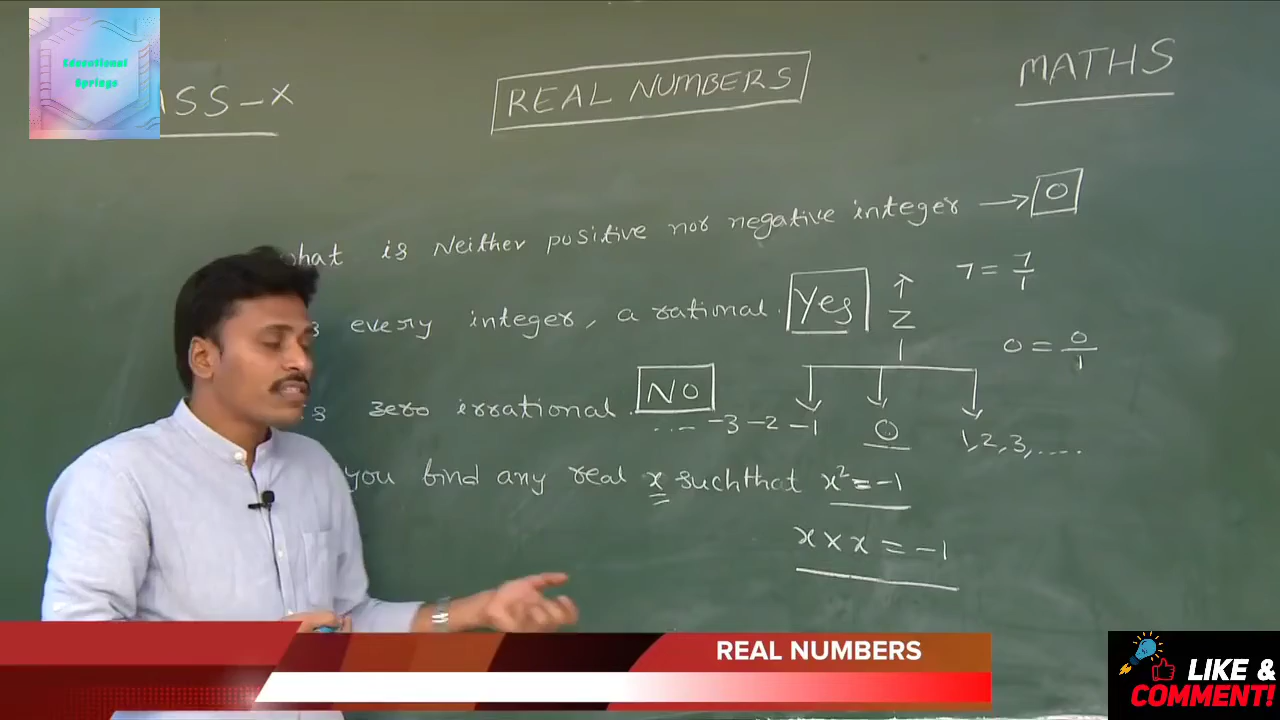 Educational
Springs
ASS-X
REAL NUMBERS
MATHS
what is Neither positive nor negative integer → 0
every integer, a rational. Yes
Z
7 = 7/1
0 = 0/1
zero irrational. NO
.... -3 -2 -1
0
1, 2, 3, .....
you find any real x suchthat x² = -1
x × x = -1
REAL NUMBERS
LIKE &
COMMENT!